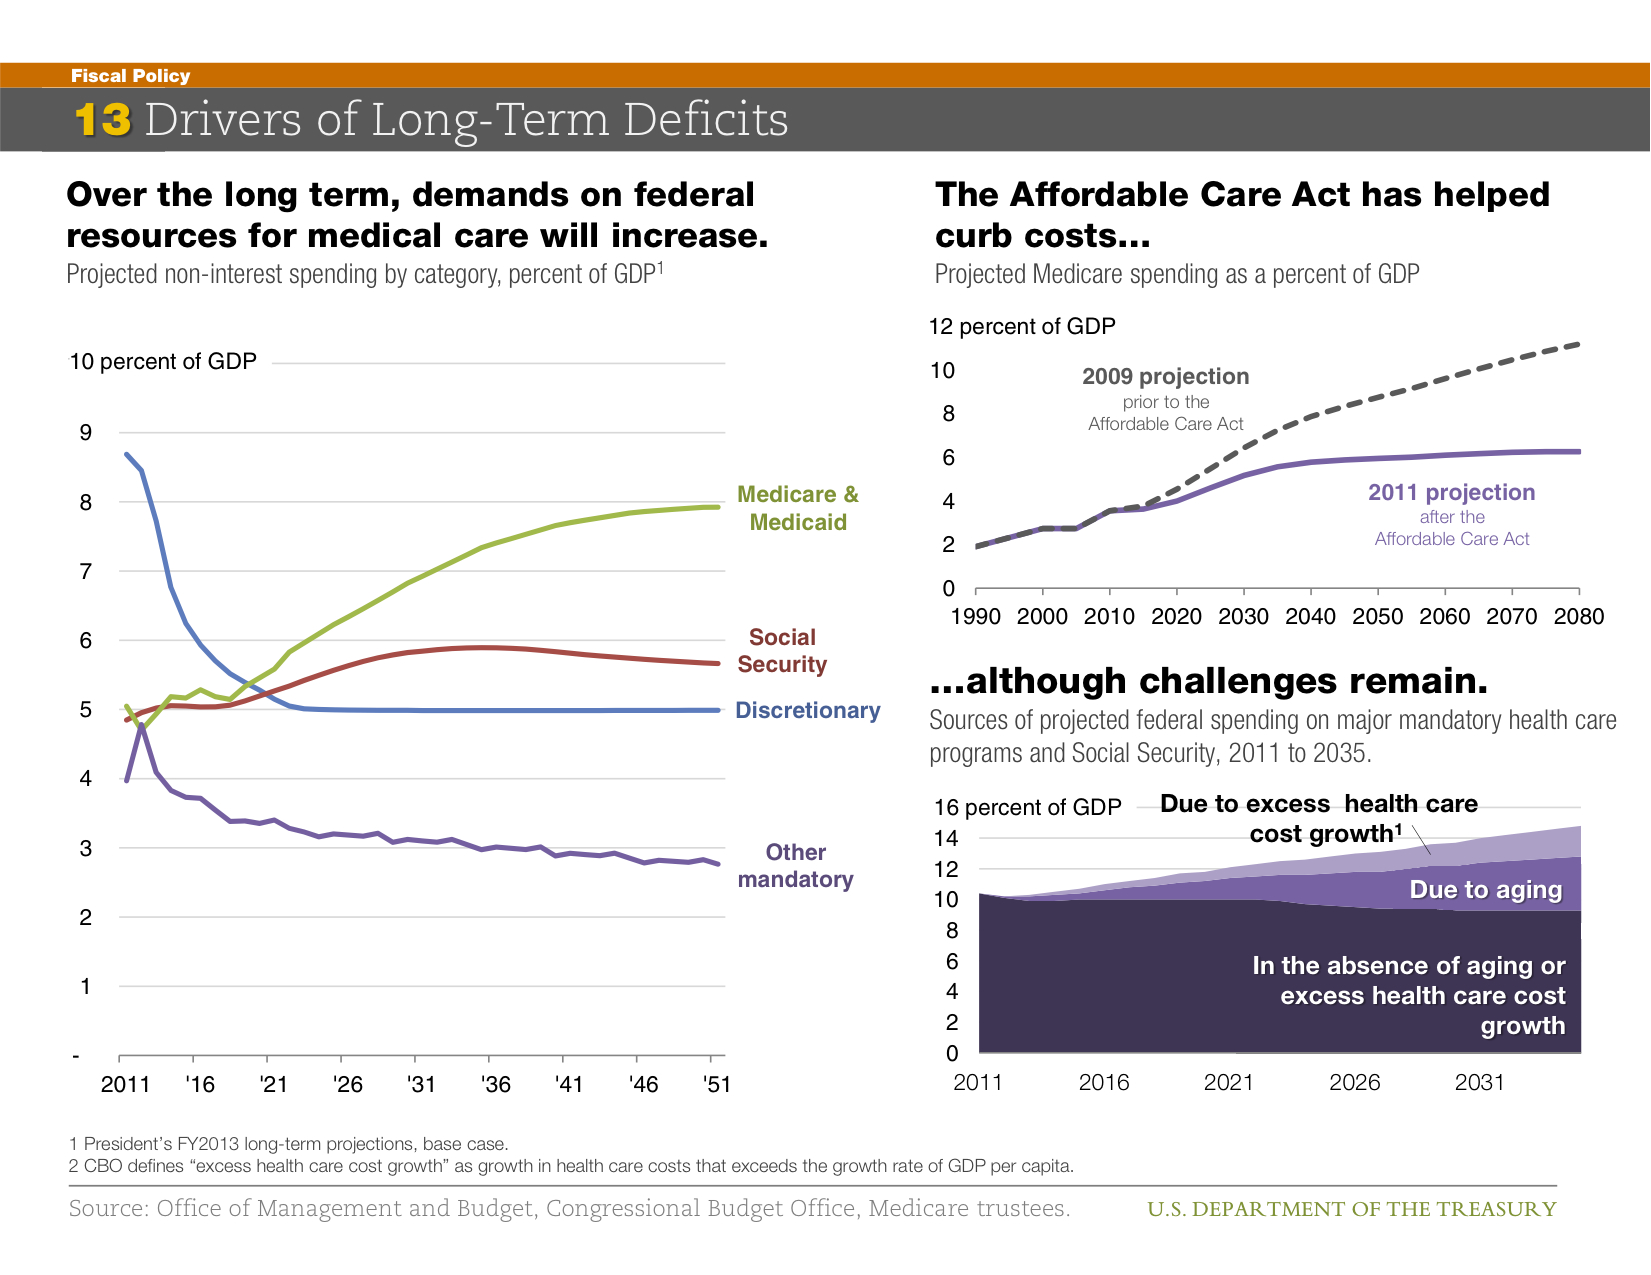 Fiscal Policy
13 Drivers of Long-Term Deficits
Over the long term, demands on federal
resources for medical care will increase.
Projected non-interest spending by category, percent of GDP1
10 percent of GDP
9
8
7
6
5
4
3
2
1
-
2011 '16 '21 '26 '31 '36 '41 '46 '51
Medicare &
Medicaid
Social
Security
Discretionary
Other
mandatory
The Affordable Care Act has helped
curb costs...
Projected Medicare spending as a percent of GDP
12 percent of GDP
10
8
6
4
2
0
1990 2000 2010 2020 2030 2040 2050 2060 2070 2080
2009 projection
prior to the
Affordable Care Act
2011 projection
after the
Affordable Care Act
...although challenges remain.
Sources of projected federal spending on major mandatory health care
programs and Social Security, 2011 to 2035.
16 percent of GDP
14
12
10
8
6
4
2
0
2011 2016 2021 2026 2031
Due to excess health care
cost growth1
Due to aging
In the absence of aging or
excess health care cost
growth
1 President’s FY2013 long-term projections, base case.
2 CBO defines “excess health care cost growth” as growth in health care costs that exceeds the growth rate of GDP per capita.
Source: Office of Management and Budget, Congressional Budget Office, Medicare trustees.
U.S. DEPARTMENT OF THE TREASURY